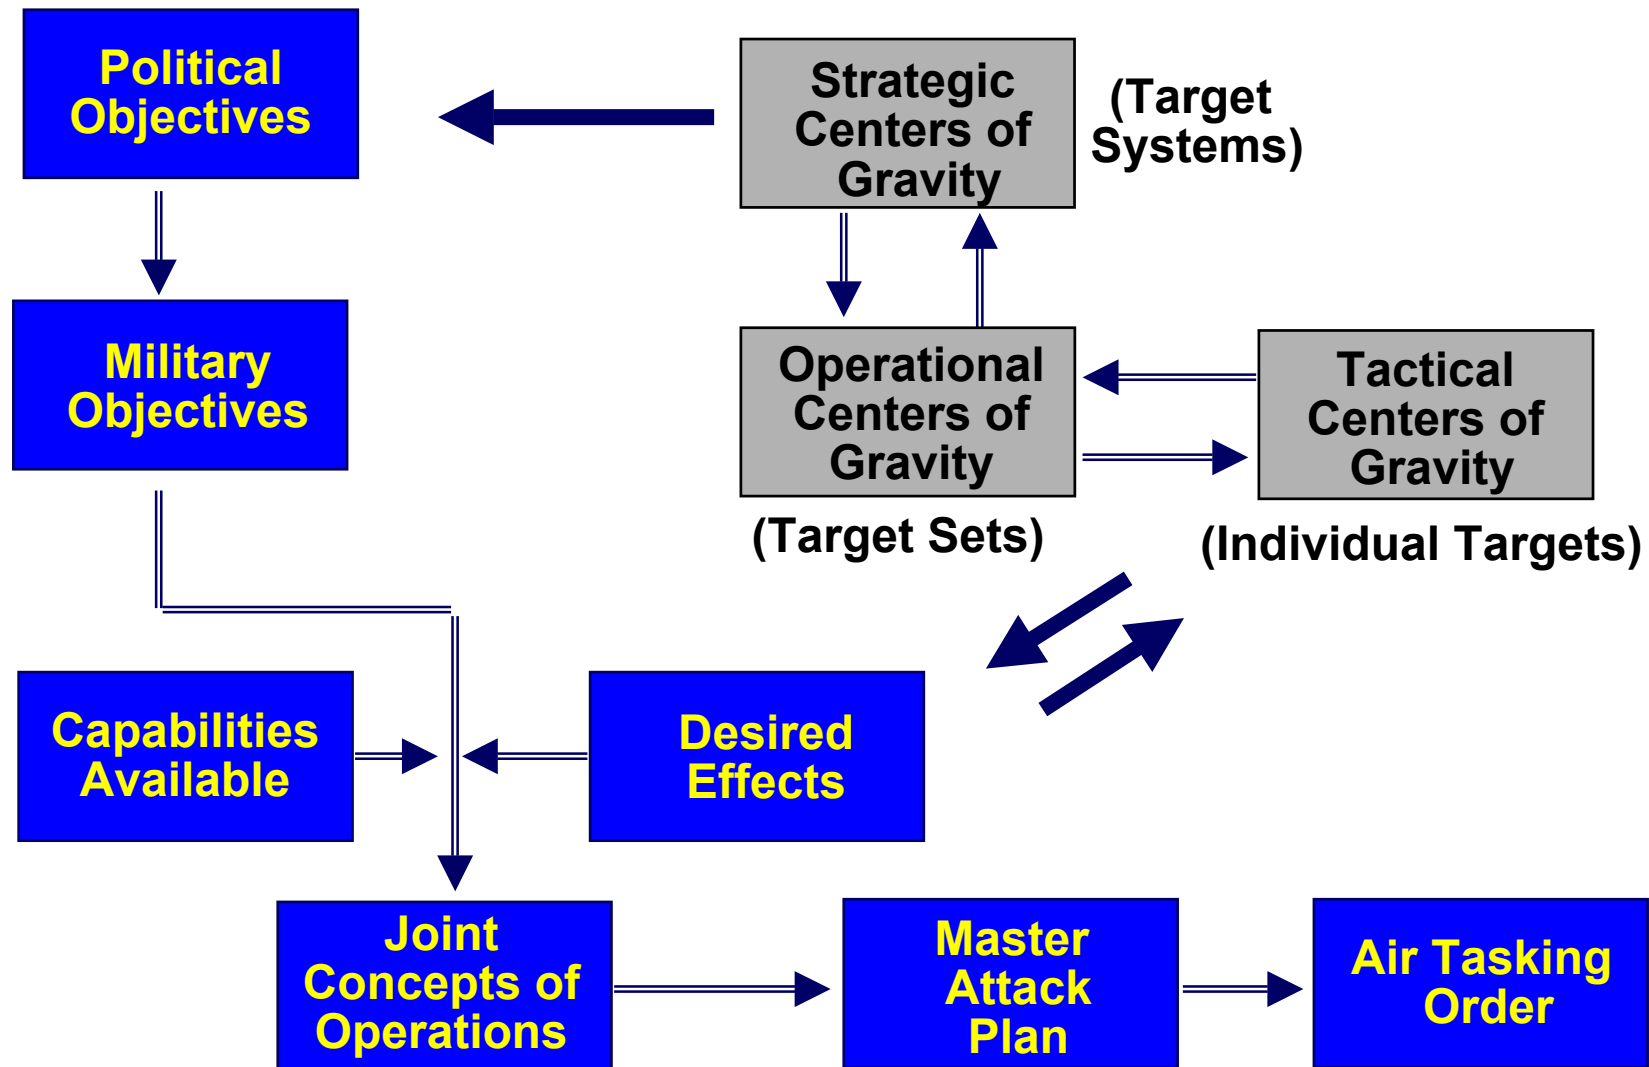 Political
Objectives
Strategic
Centers of
Gravity
(Target
Systems)
Military
Objectives
Operational
Centers of
Gravity
(Target Sets)
Tactical
Centers of
Gravity
(Individual Targets)
Capabilities
Available
Desired
Effects
Joint
Concepts of
Operations
Master
Attack
Plan
Air Tasking
Order